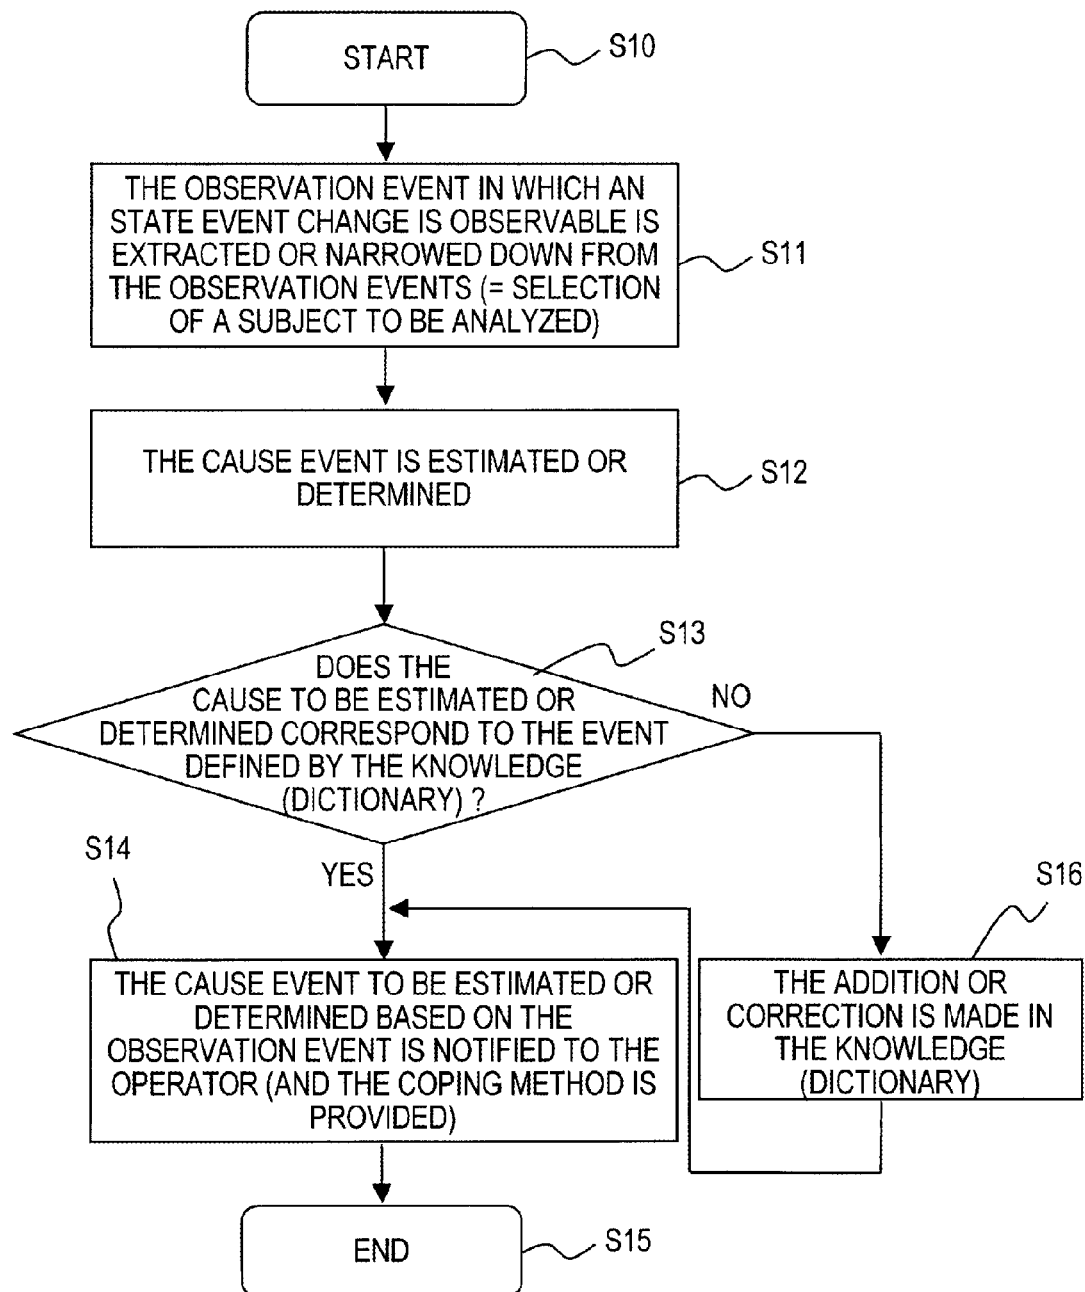 START
S10
THE OBSERVATION EVENT IN WHICH AN
STATE EVENT CHANGE IS OBSERVABLE IS
EXTRACTED OR NARROWED DOWN FROM
THE OBSERVATION EVENTS (= SELECTION
OF A SUBJECT TO BE ANALYZED)
S11
THE CAUSE EVENT IS ESTIMATED OR
DETERMINED
S12
S13
DOES THE
CAUSE TO BE ESTIMATED OR
DETERMINED CORRESPOND TO THE EVENT
DEFINED BY THE KNOWLEDGE
(DICTIONARY) ?
NO
YES
S14
THE CAUSE EVENT TO BE ESTIMATED OR
DETERMINED BASED ON THE
OBSERVATION EVENT IS NOTIFIED TO THE
OPERATOR (AND THE COPING METHOD IS
PROVIDED)
S16
THE ADDITION OR
CORRECTION IS MADE IN
THE KNOWLEDGE
(DICTIONARY)
END
S15